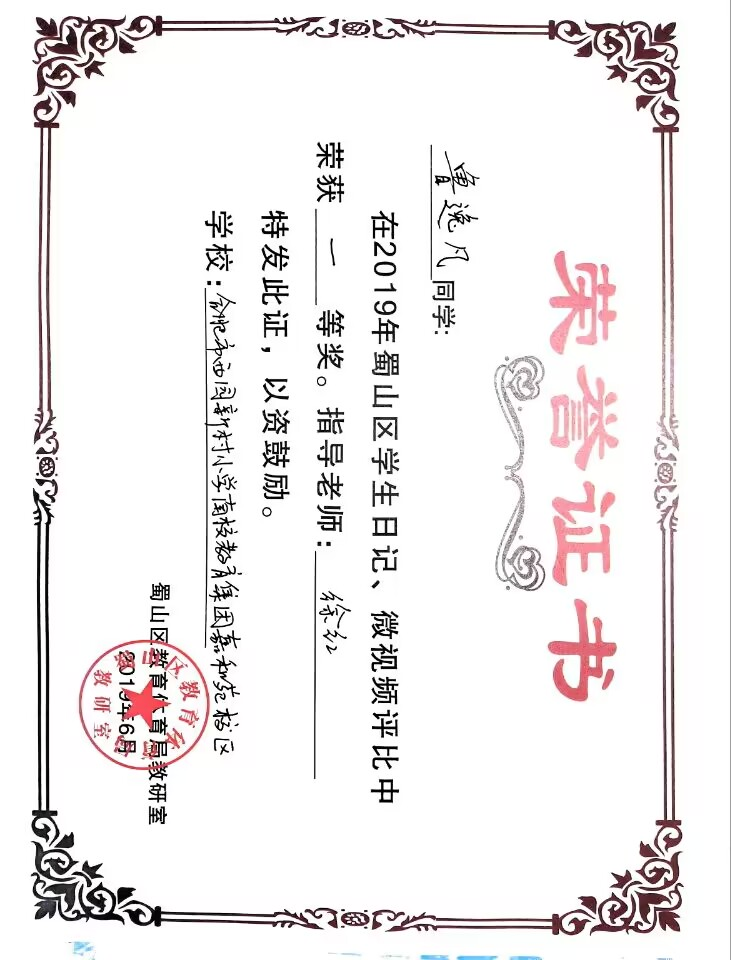 荣誉证书
鲁逸凡同学:
在2019年蜀山区学生日记、微视频评比中
荣获一等奖。指导老师：徐红
特发此证，以资鼓励。
学校：合肥市西园新村小学南校教育集团嘉和苑校区
蜀山区教育体育局教研室
2019年6月